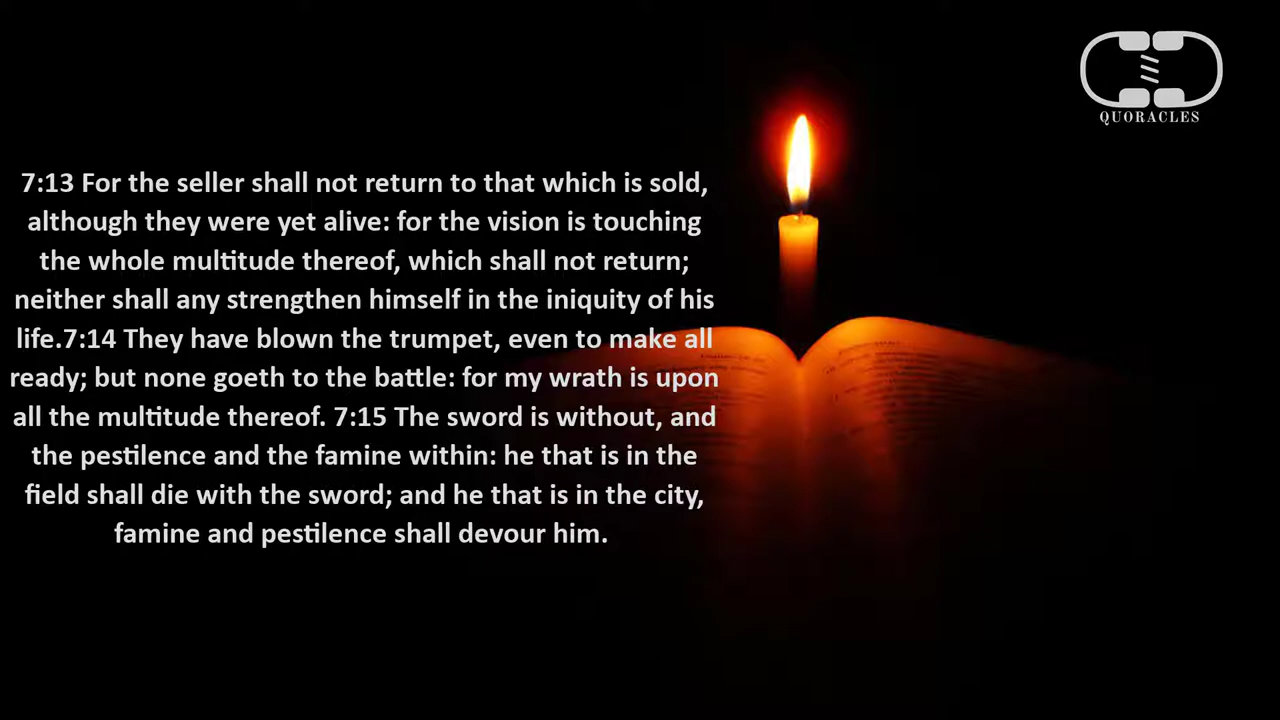 QUORACLES
7:13 For the seller shall not return to that which is sold,
although they were yet alive: for the vision is touching
the whole multitude thereof, which shall not return;
neither shall any strengthen himself in the iniquity of his
life.7:14 They have blown the trumpet, even to make all
ready; but none goeth to the battle: for my wrath is upon
all the multitude thereof. 7:15 The sword is without, and
the pestilence and the famine within: he that is in the
field shall die with the sword; and he that is in the city,
famine and pestilence shall devour him.